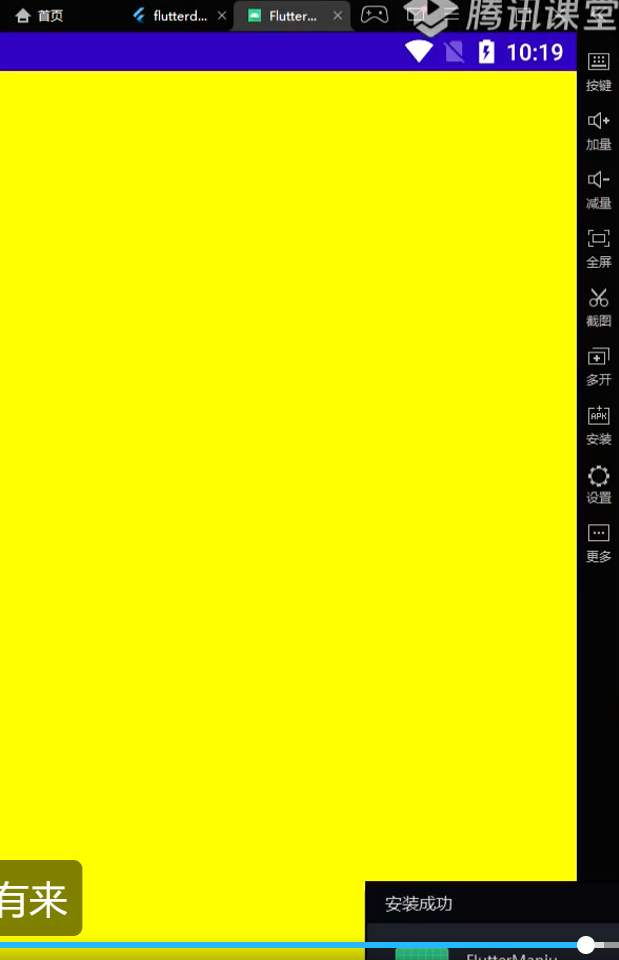 首页
flutterd...
Flutter...
腾讯课堂
10:19
按键
加量
减量
全屏
截图
多开
APK
安装
设置
更多
有来
安装成功
FlutterManiu